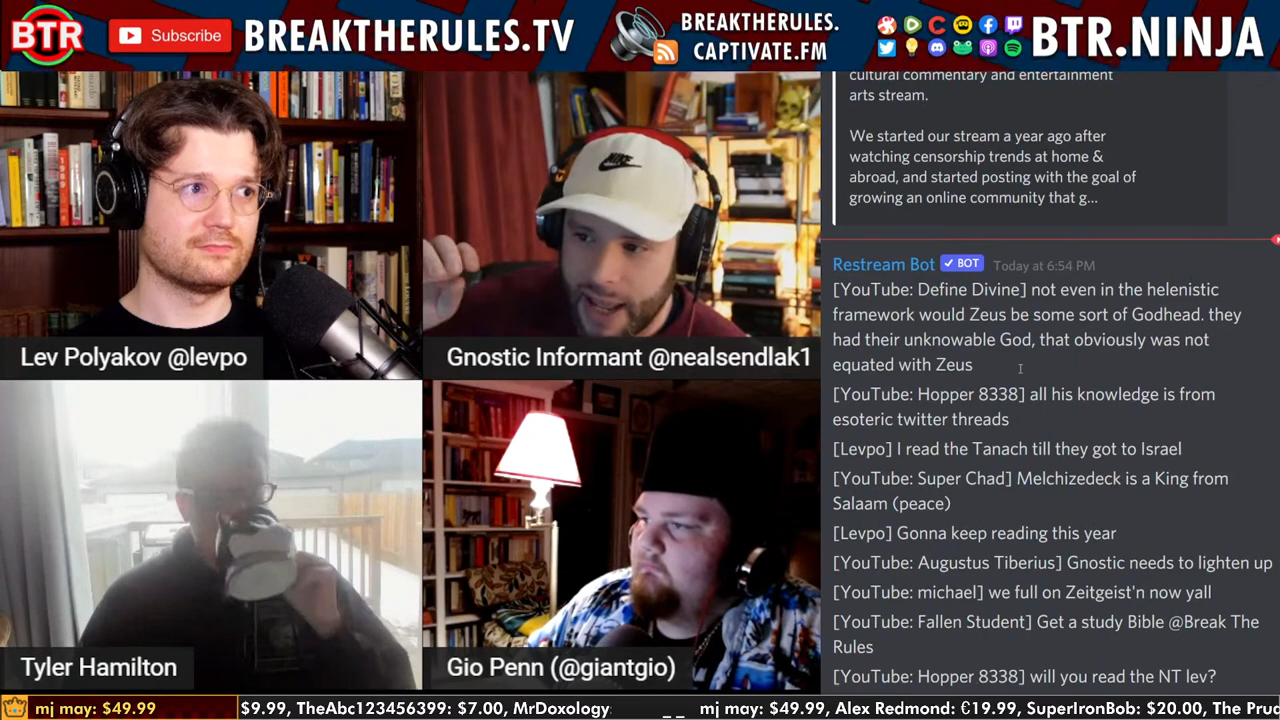 BTR
Subscribe
BREAKTHERULES.TV
BREAKTHERULES.
CAPTIVATE.FM
BTR.NINJA
cultural commentary and entertainment
arts stream.
We started our stream a year ago after
watching censorship trends at home &
abroad, and started posting with the goal of
growing an online community that g...
Restream Bot ✓ BOT Today at 6:54 PM
[YouTube: Define Divine] not even in the helenistic
framework would Zeus be some sort of Godhead. they
had their unknowable God, that obviously was not
equated with Zeus
[YouTube: Hopper 8338] all his knowledge is from
esoteric twitter threads
[Levpo] I read the Tanach till they got to Israel
[YouTube: Super Chad] Melchizedeck is a King from
Salaam (peace)
[Levpo] Gonna keep reading this year
[YouTube: Augustus Tiberius] Gnostic needs to lighten up
[YouTube: michael] we full on Zeitgeist'n now yall
[YouTube: Fallen Student] Get a study Bible @Break The
Rules
[YouTube: Hopper 8338] will you read the NT lev?
1989
Lev Polyakov @levpo
Gnostic Informant @nealsendlak1
Tyler Hamilton
Gio Penn (@giantgio)
mj may: $49.99
$9.99, TheAbc123456399: $7.00, MrDoxology
mj may: $49.99, Alex Redmond: €19.99, SuperIronBob: $20.00, The Pruc